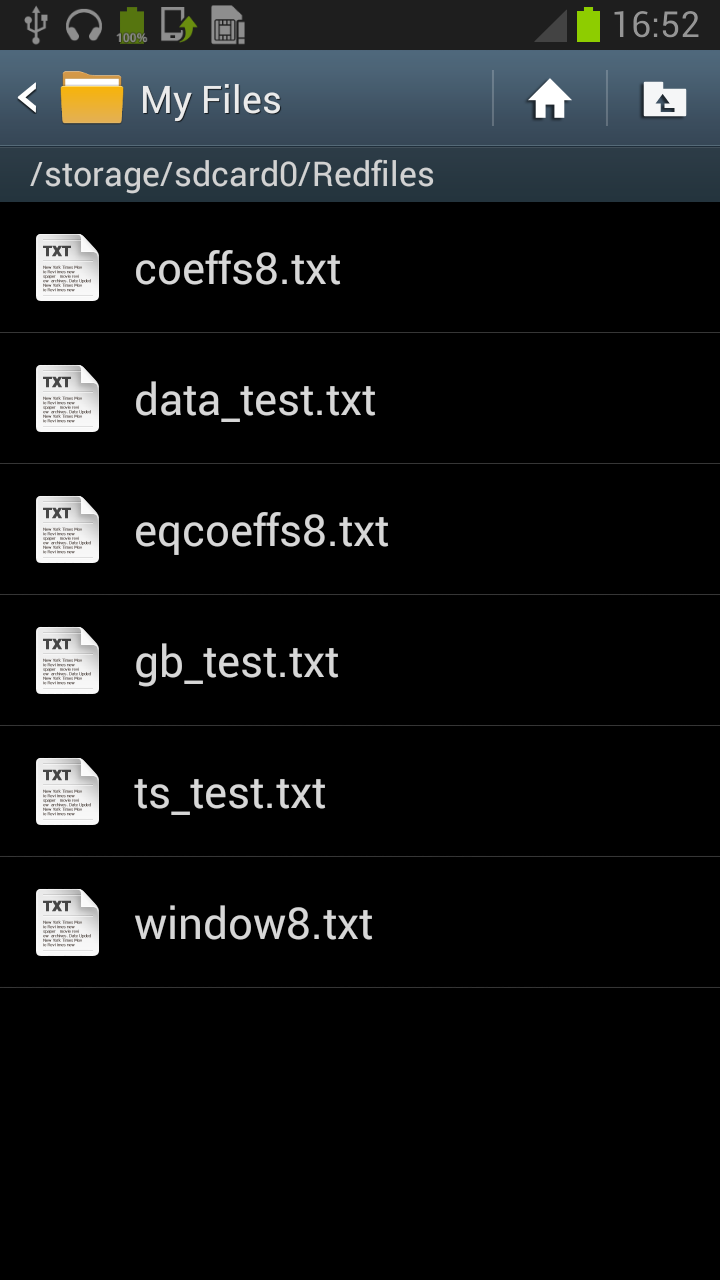 100%
16:52
My Files
/storage/sdcard0/Redfiles
TXT
coeffs8.txt
TXT
data_test.txt
TXT
eqcoeffs8.txt
TXT
gb_test.txt
TXT
ts_test.txt
TXT
window8.txt